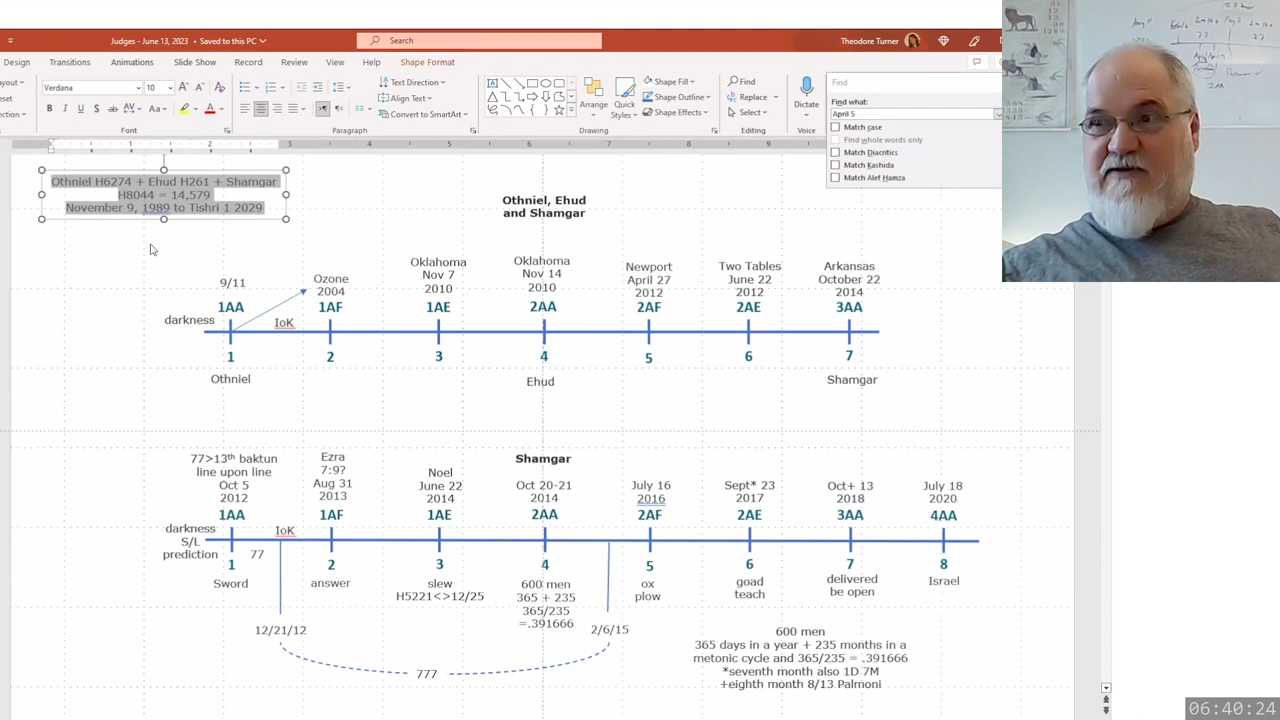 Judges - June 13, 2023 • Saved to this PC
Search
Theodore Turner
Design
Transitions
Animations
Slide Show
Record
Review
View
Help
Shape Format
Verdana
10
Text Direction
Align Text
Convert to SmartArt
Arrange
Quick
Styles
Shape Fill
Shape Outline
Shape Effects
Find
Replace
Select
Dictate
Font
Paragraph
Drawing
Editing
Voice
Find
Find what:
April 5
Match case
Find whole words only
Match Diacritics
Match Kashida
Match Alef Hamza
Othniel H6274 + Ehud H261 + Shamgar
H8044 = 14,579
November 9, 1989 to Tishri 1 2029
Othniel, Ehud
and Shamgar
9/11
Ozone
2004
Oklahoma
Nov 7
2010
Oklahoma
Nov 14
2010
Newport
April 27
2012
Two Tables
June 22
2012
Arkansas
October 22
2014
1AA 1AF 1AE 2AA 2AF 2AE 3AA
darkness
IoK
1 2 3 4 5 6 7
Othniel
Ehud
Shamgar
Shamgar
77>13th baktun
line upon line
Oct 5
2012
Ezra
7:9?
Aug 31
2013
Noel
June 22
2014
Oct 20-21
2014
July 16
2016
Sept* 23
2017
Oct+ 13
2018
July 18
2020
1AA 1AF 1AE 2AA 2AF 2AE 3AA 4AA
darkness
S/L
prediction
IoK
77
1 2 3 4 5 6 7 8
Sword
answer
slew
H5221<>12/25
600 men
365 + 235
365/235
=.391666
ox
plow
goad
teach
delivered
be open
Israel
12/21/12
2/6/15
777
600 men
365 days in a year + 235 months in a
metonic cycle and 365/235 = .391666
*seventh month also 1D 7M
+eighth month 8/13 Palmoni
06:40:24